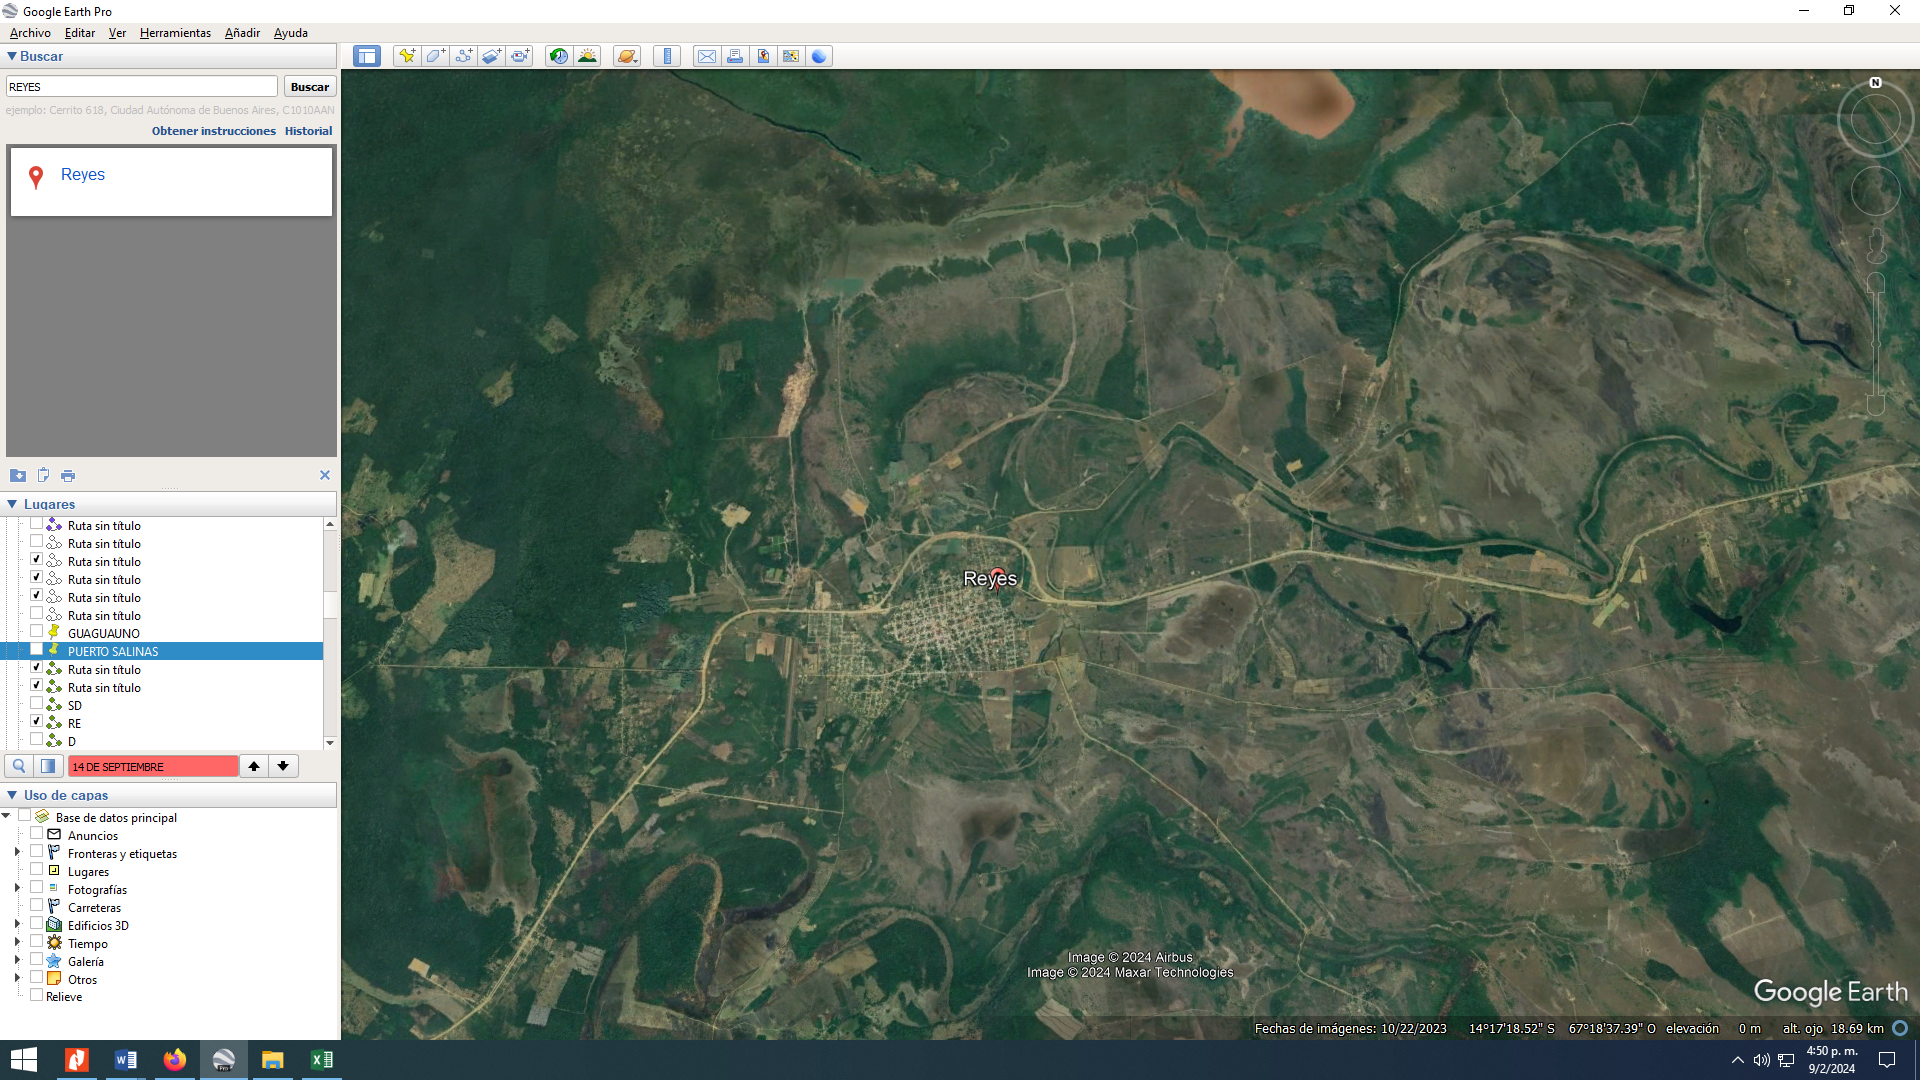 Google Earth Pro
Archivo Editar Ver Herramientas Añadir Ayuda
Buscar
REYES
Buscar
ejemplo: Cerrito 618, Ciudad Autónoma de Buenos Aires, C1010AAN
Obtener instrucciones Historial
Reyes
Lugares
Ruta sin título
Ruta sin título
Ruta sin título
Ruta sin título
Ruta sin título
Ruta sin título
GUAGUAUNO
PUERTO SALINAS
Ruta sin título
Ruta sin título
SD
RE
D
14 DE SEPTIEMBRE
Uso de capas
Base de datos principal
Anuncios
Fronteras y etiquetas
Lugares
Fotografías
Carreteras
Edificios 3D
Tiempo
Galería
Otros
Relieve
N
Reyes
Image © 2024 Airbus
Image © 2024 Maxar Technologies
Google Earth
Fechas de imágenes: 10/22/2023 14°17'18.52" S 67°18'37.39" O elevación 0 m alt. ojo 18.69 km
4:50 p. m.
9/2/2024